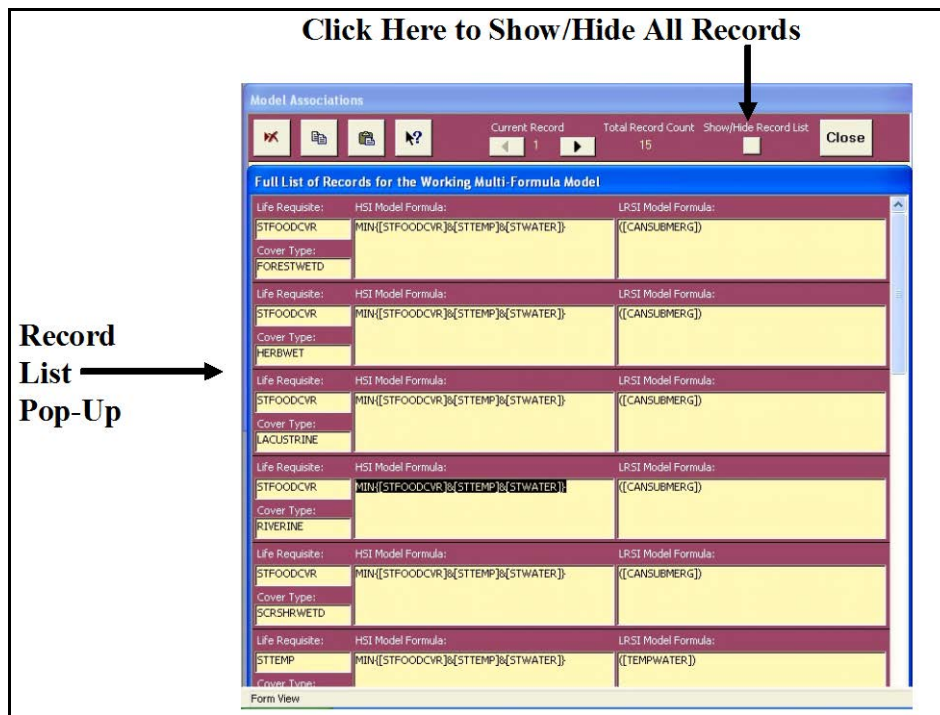 Click Here to Show/Hide All Records
Model Associations
Current Record Total Record Count Show/Hide Record List
1 15 Close
Full List of Records for the Working Multi-Formula Model
Life Requisite: HSI Model Formula: LRSI Model Formula:
STFOODCVR MIN{[STFOODCVR]&[STTEMP]&[STWATER]} ([CANSUBMERG])
Cover Type:
FORESTWETD
Life Requisite: HSI Model Formula: LRSI Model Formula:
STFOODCVR MIN{[STFOODCVR]&[STTEMP]&[STWATER]} ([CANSUBMERG])
Cover Type:
HERBWET
Record
List
Pop-Up
Life Requisite: HSI Model Formula: LRSI Model Formula:
STFOODCVR MIN{[STFOODCVR]&[STTEMP]&[STWATER]} ([CANSUBMERG])
Cover Type:
LACUSTRINE
Life Requisite: HSI Model Formula: LRSI Model Formula:
STFOODCVR MIN{[STFOODCVR]&[STTEMP]&[STWATER]} ([CANSUBMERG])
Cover Type:
RIVERINE
Life Requisite: HSI Model Formula: LRSI Model Formula:
STFOODCVR MIN{[STFOODCVR]&[STTEMP]&[STWATER]} ([CANSUBMERG])
Cover Type:
SCRSHRWETD
Life Requisite: HSI Model Formula: LRSI Model Formula:
STTEMP MIN{[STFOODCVR]&[STTEMP]&[STWATER]} ([TEMPWATER])
Cover Type:
Form View